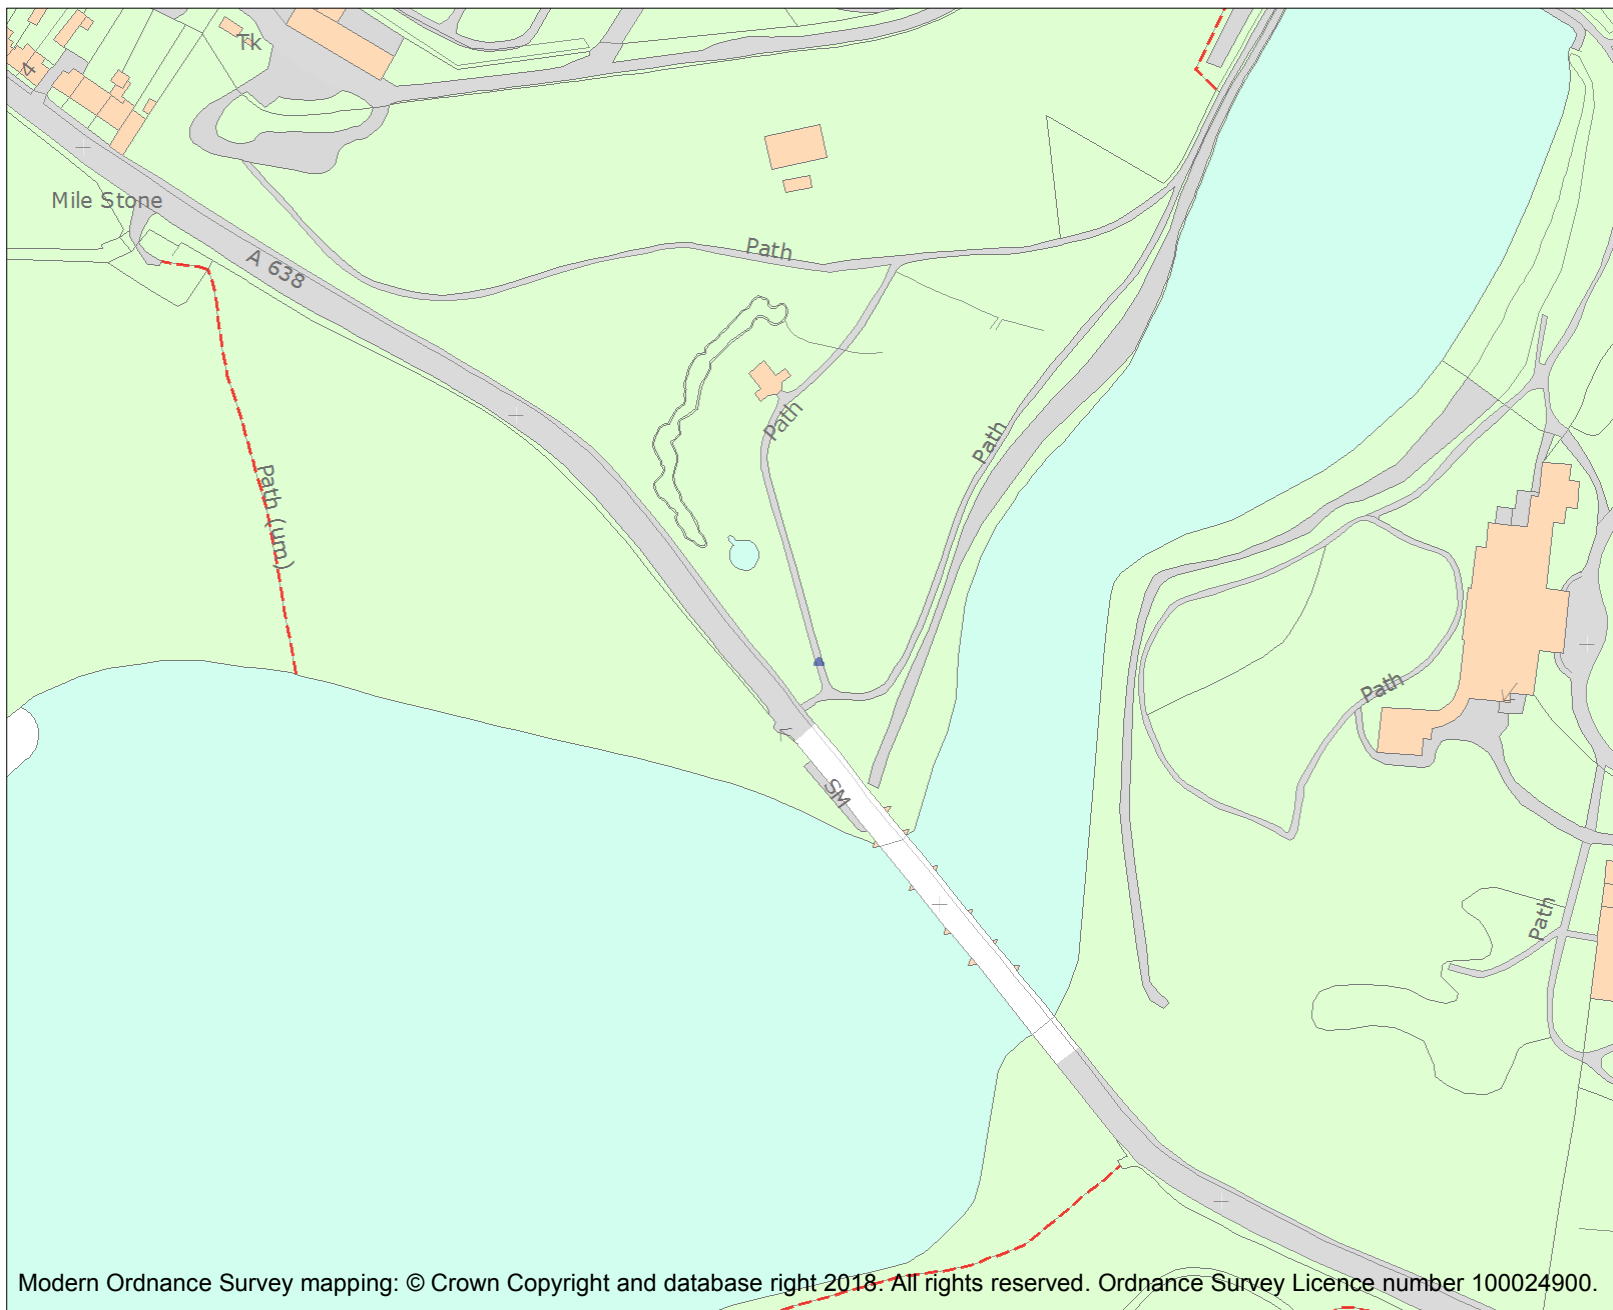 Tk
4
Mile Stone
A 638
Path
Path
Path
Path (um)
Path
SM
Path
Modern Ordnance Survey mapping: © Crown Copyright and database right 2018. All rights reserved. Ordnance Survey Licence number 100024900.